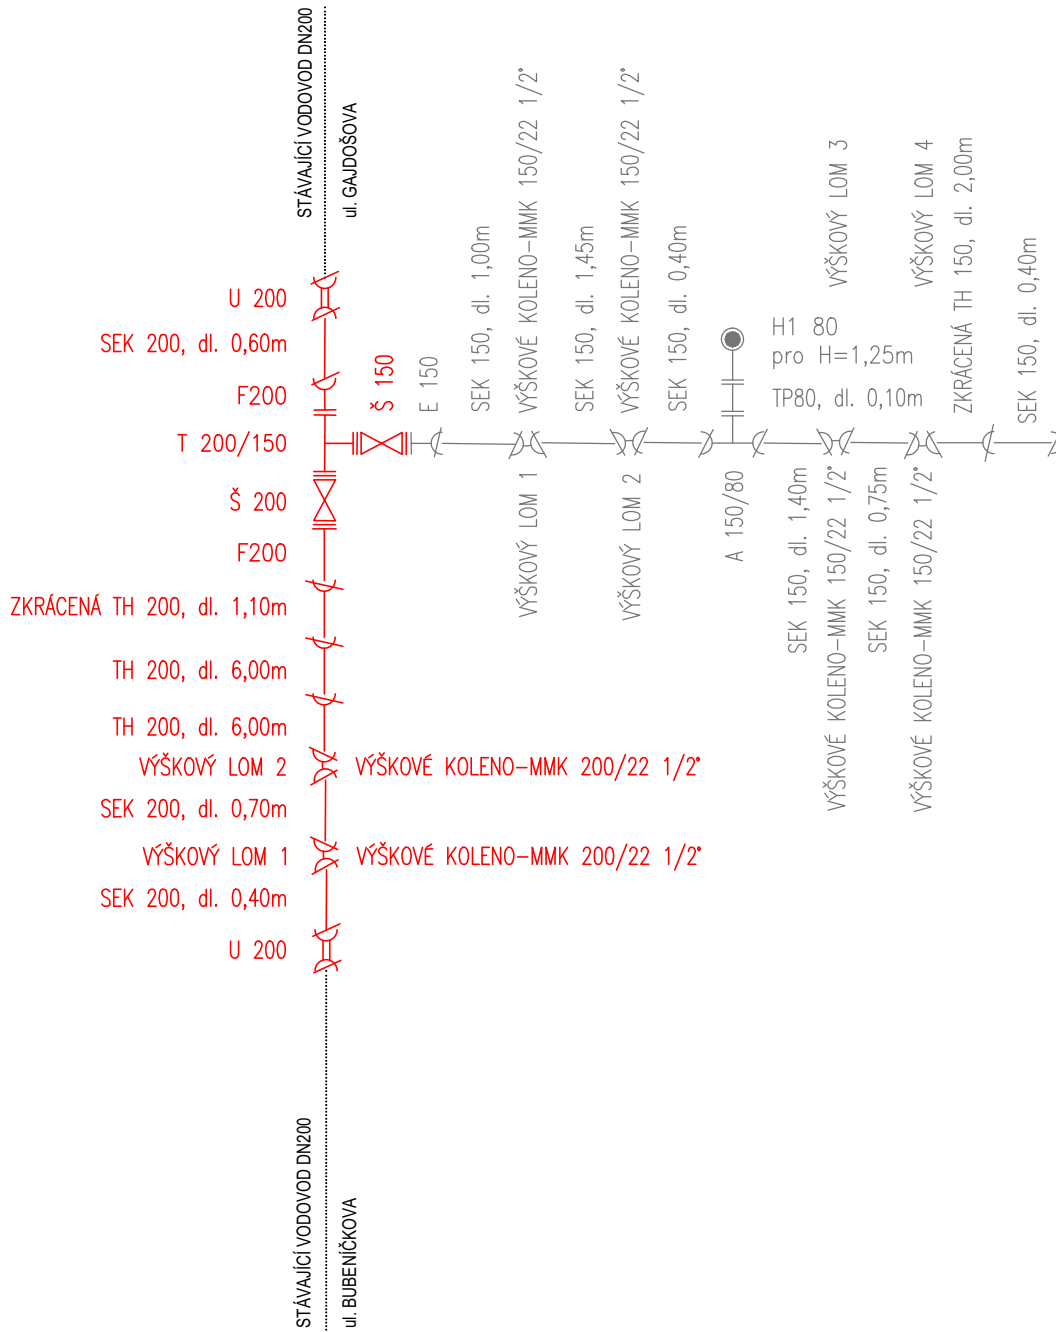 STÁVAJÍCÍ VODOVOD DN200
ul. GAJDOŠOVA
U 200
SEK 200, dl. 0,60m
F200
T 200/150
Š 200
F200
ZKRÁCENÁ TH 200, dl. 1,10m
TH 200, dl. 6,00m
TH 200, dl. 6,00m
VÝŠKOVÝ LOM 2
VÝŠKOVÉ KOLENO-MMK 200/22 1/2°
SEK 200, dl. 0,70m
VÝŠKOVÝ LOM 1
VÝŠKOVÉ KOLENO-MMK 200/22 1/2°
SEK 200, dl. 0,40m
U 200
STÁVAJÍCÍ VODOVOD DN200
ul. BUBENÍČKOVA
Š 150
E 150
SEK 150, dl. 1,00m
VÝŠKOVÉ KOLENO-MMK 150/22 1/2°
VÝŠKOVÝ LOM 1
SEK 150, dl. 1,45m
VÝŠKOVÉ KOLENO-MMK 150/22 1/2°
VÝŠKOVÝ LOM 2
SEK 150, dl. 0,40m
A 150/80
H1 80
pro H=1,25m
TP80, dl. 0,10m
SEK 150, dl. 1,40m
VÝŠKOVÝ LOM 3
VÝŠKOVÉ KOLENO-MMK 150/22 1/2°
SEK 150, dl. 0,75m
VÝŠKOVÝ LOM 4
VÝŠKOVÉ KOLENO-MMK 150/22 1/2°
ZKRÁCENÁ TH 150, dl. 2,00m
SEK 150, dl. 0,40m